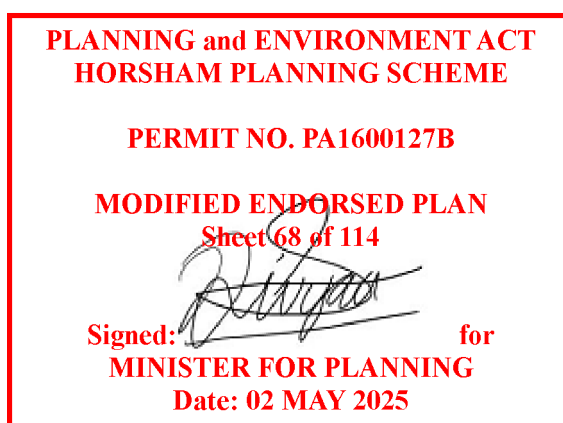 PLANNING and ENVIRONMENT ACT
HORSHAM PLANNING SCHEME
PERMIT NO. PA1600127B
MODIFIED ENDORSED PLAN
Sheet 68 of 114
Signed: for
MINISTER FOR PLANNING
Date: 02 MAY 2025